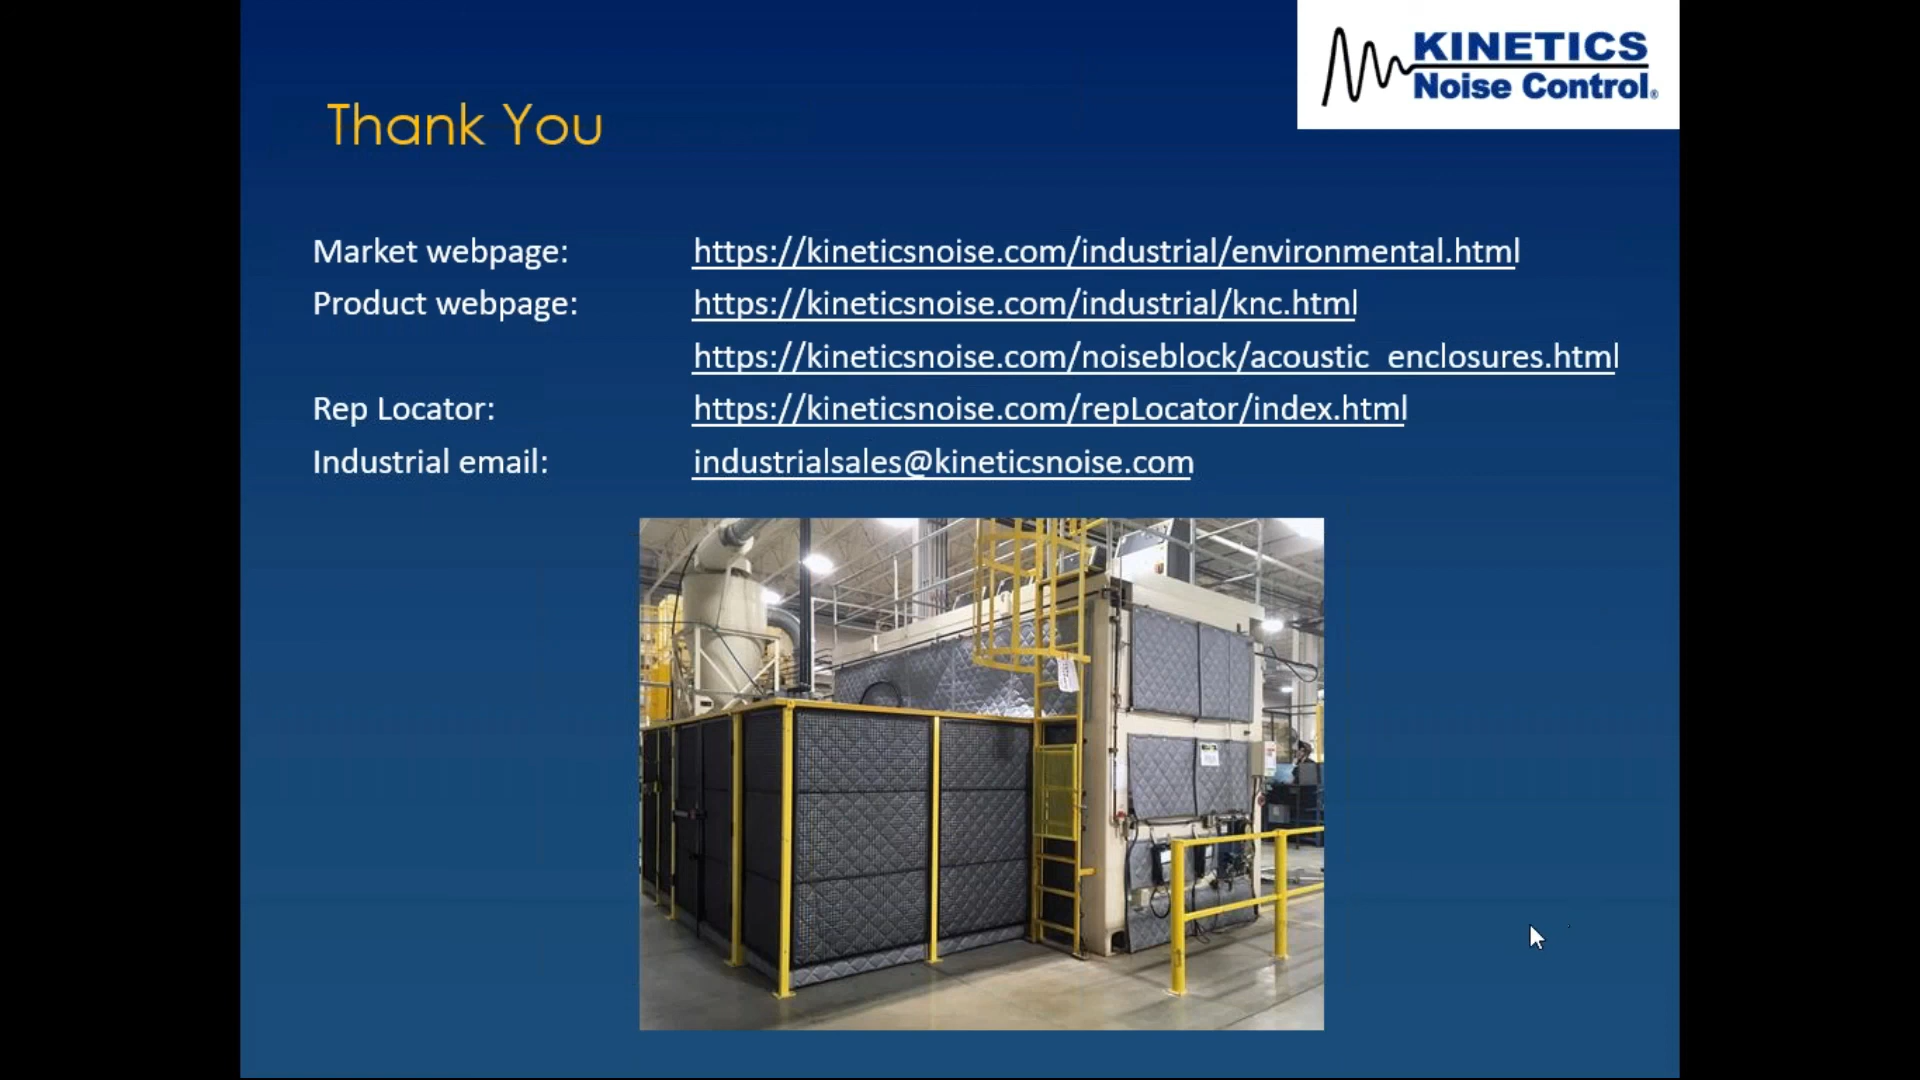 KINETICS
Noise Control®
Thank You
Market webpage: https://kineticsnoise.com/industrial/environmental.html
Product webpage: https://kineticsnoise.com/industrial/knc.html
https://kineticsnoise.com/noiseblock/acoustic_enclosures.html
Rep Locator: https://kineticsnoise.com/repLocator/index.html
Industrial email: industrialsales@kineticsnoise.com